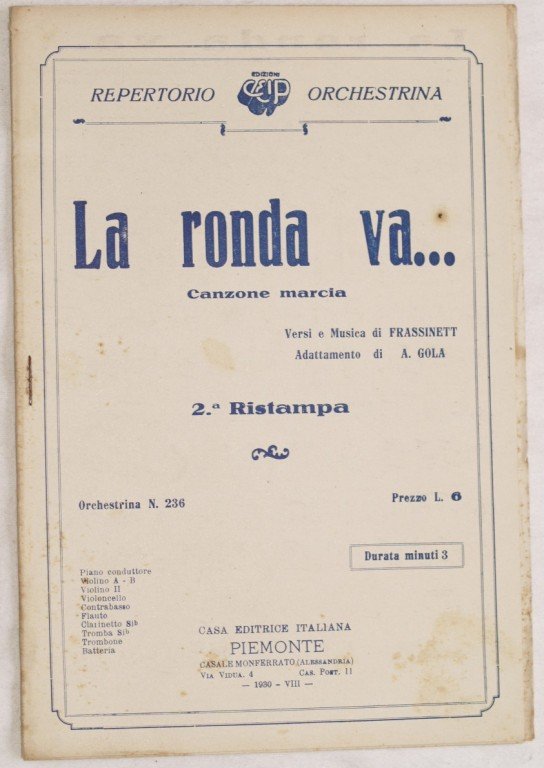 EDIZIONI
CEIP
REPERTORIO ORCHESTRINA
La ronda va...
Canzone marcia
Versi e Musica di FRASSINETT
Adattamento di A. GOLA
2.ª Ristampa
Orchestrina N. 236
Prezzo L. 6
Durata minuti 3
Piano conduttore
Violino A - B
Violino II
Violoncello
Contrabasso
Flauto
Clarinetto Sib
Tromba Sib
Trombone
Batteria
CASA EDITRICE ITALIANA
PIEMONTE
CASALE MONFERRATO (ALESSANDRIA)
VIA VIDUA. 4 CAS. POST. 11
— 1930 - VIII —